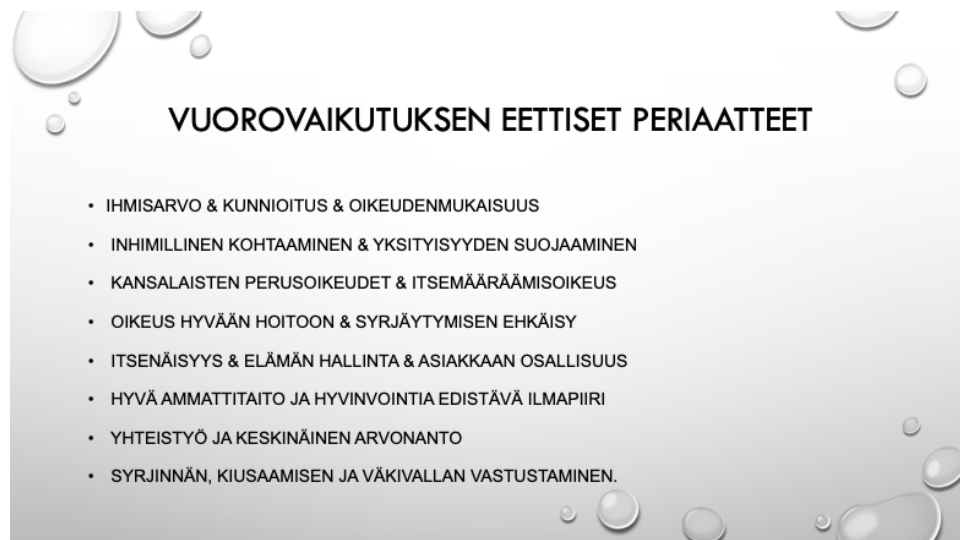 VUOROVAIKUTUKSEN EETTISET PERIAATTEET
• IHMISARVO & KUNNIOITUS & OIKEUDENMUKAISUUS
• INHIMILLINEN KOHTAAMINEN & YKSITYISYYDEN SUOJAAMINEN
• KANSALAISTEN PERUSOIKEUDET & ITSEMÄÄRÄÄMISOIKEUS
• OIKEUS HYVÄÄN HOITOON & SYRJÄYTYMISEN EHKÄISY
• ITSENÄISYYS & ELÄMÄN HALLINTA & ASIAKKAAN OSALLISUUS
• HYVÄ AMMATTITAITO JA HYVINVOINTIA EDISTÄVÄ ILMAPIIRI
• YHTEISTYÖ JA KESKINÄINEN ARVONANTO
• SYRJINNÄN, KIUSAAMISEN JA VÄKIVALLAN VASTUSTAMINEN.